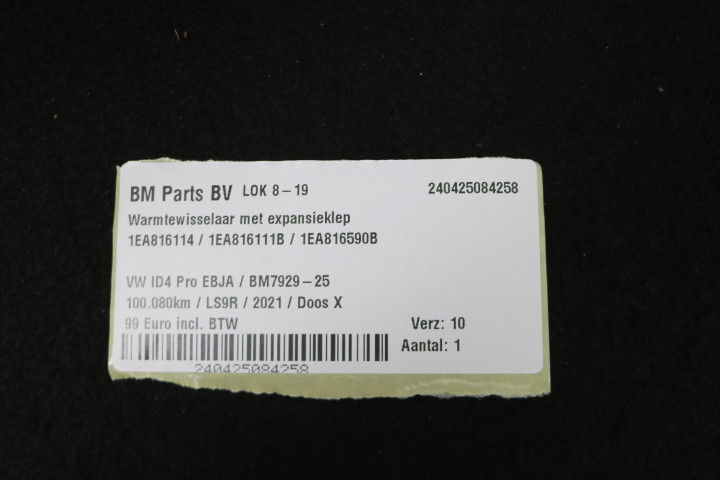 BM Parts BV LOK 8-19 240425084258
Warmtewisselaar met expansieklep
1EA816114 / 1EA816111B / 1EA816590B
VW ID4 Pro EBJA / BM7929-25
100.080km / LS9R / 2021 / Doos X
99 Euro incl. BTW Verz: 10
Aantal: 1
240425084258